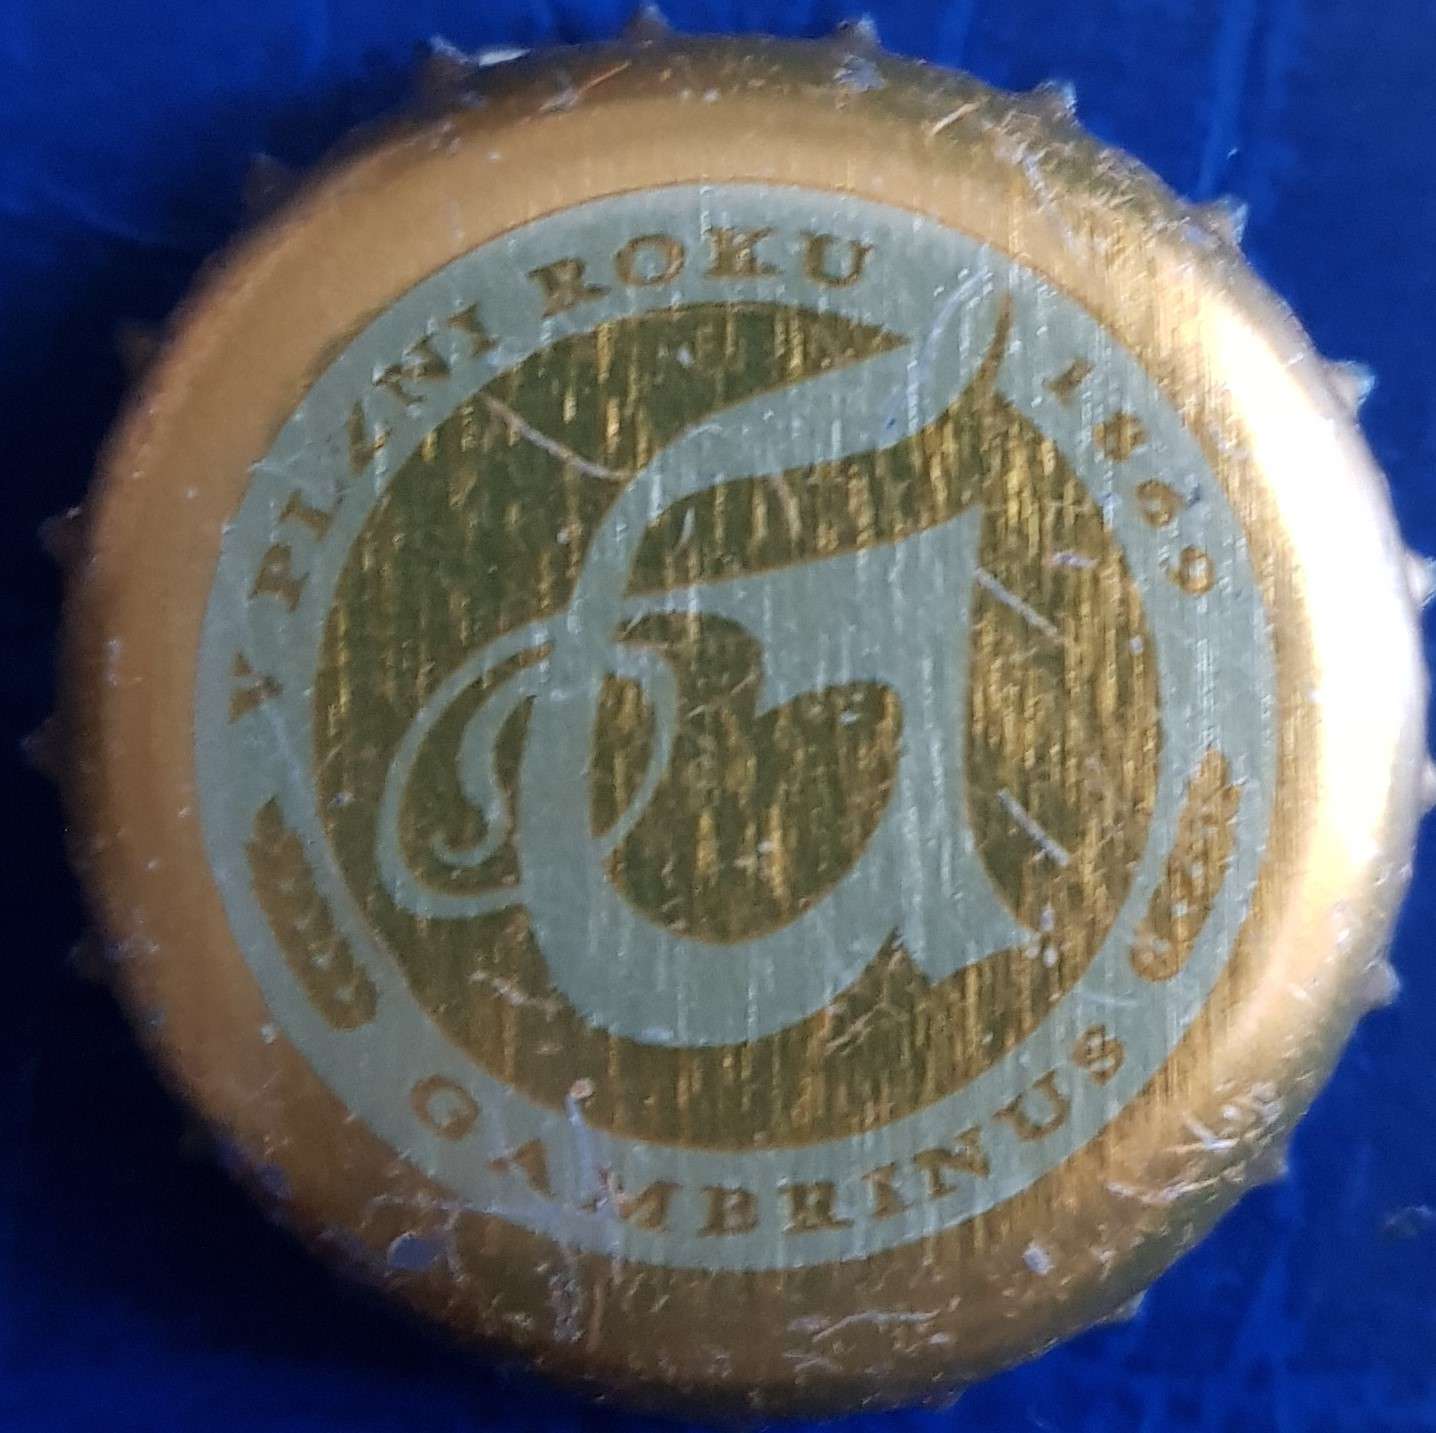 V PLZNI ROKU 1869
G
GAMBRINUS